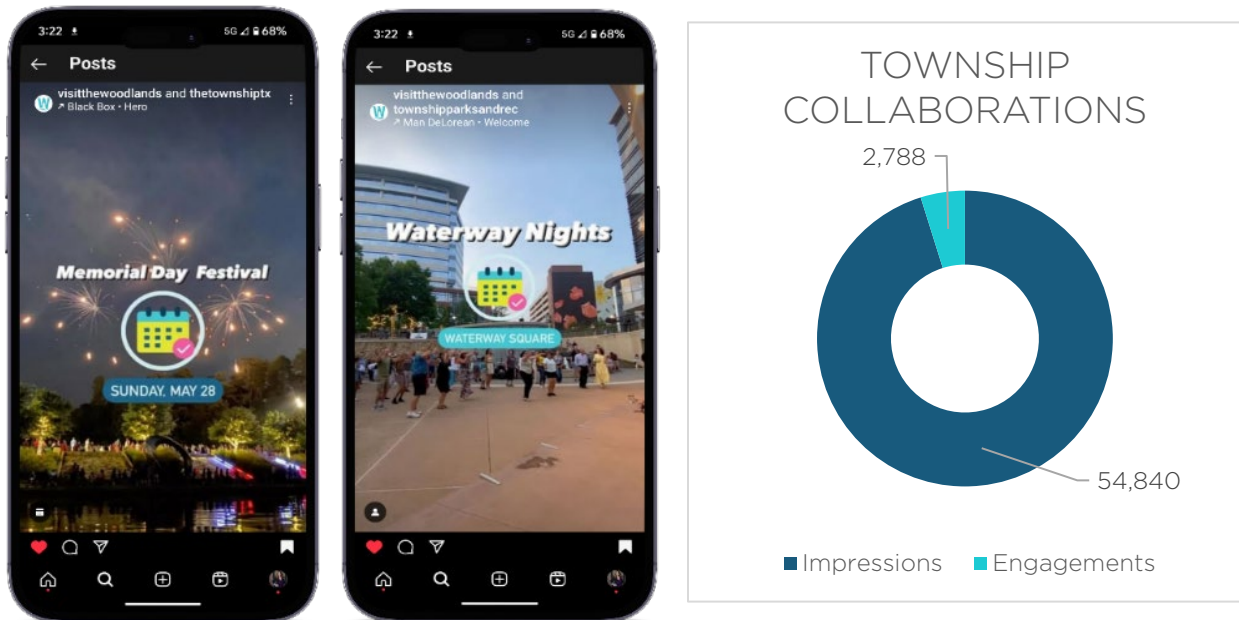 3:22
5G 68%
← Posts
visitthewoodlands and thetownshiptx
W
↗ Black Box • Hero
Memorial Day Festival
SUNDAY, MAY 28
3:22
5G 68%
← Posts
visitthewoodlands and
townshipparksandrec
W
↗ Man DeLorean • Welcome
Waterway Nights
WATERWAY SQUARE
TOWNSHIP
COLLABORATIONS
2,788
54,840
Impressions Engagements